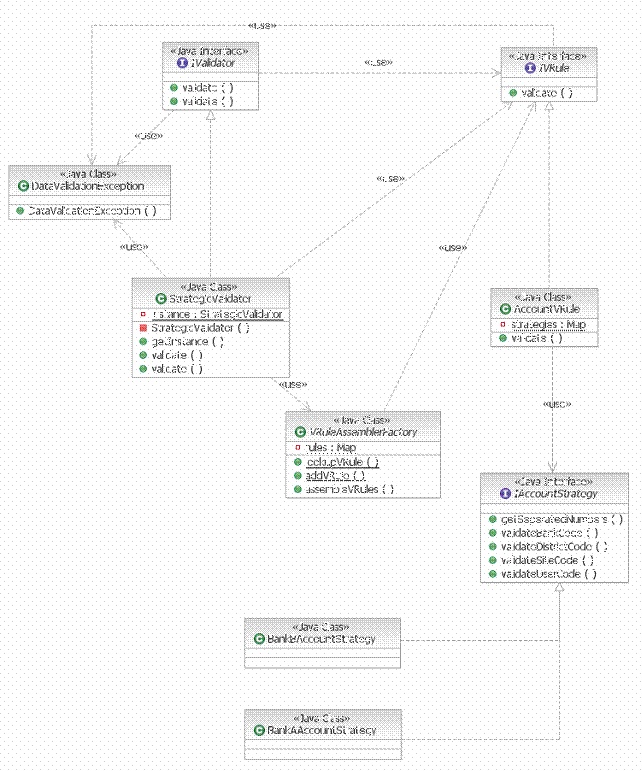 «use»
«Java Interface»
IValidator
validate ( )
validate ( )
«use»
«Java Interface»
IVRule
validate ( )
«use»
«Java Class»
DataValidationException
DataValidationException ( )
«use»
«use»
«use»
«Java Class»
StrategicValidator
instance : StrategicValidator
StrategicValidator ( )
getInstance ( )
validate ( )
validate ( )
«Java Class»
AccountVRule
strategies : Map
validate ( )
«use»
«use»
«Java Class»
VRuleAssemblerFactory
rules : Map
lookupVRule ( )
addVRule ( )
assembleVRules ( )
«Java Interface»
IAccountStrategy
getSeparatedNumbers ( )
validateBankCode ( )
validateDistrictCode ( )
validateSiteCode ( )
validateUserCode ( )
«Java Class»
BankBAccountStrategy
«Java Class»
BankAAccountStrategy